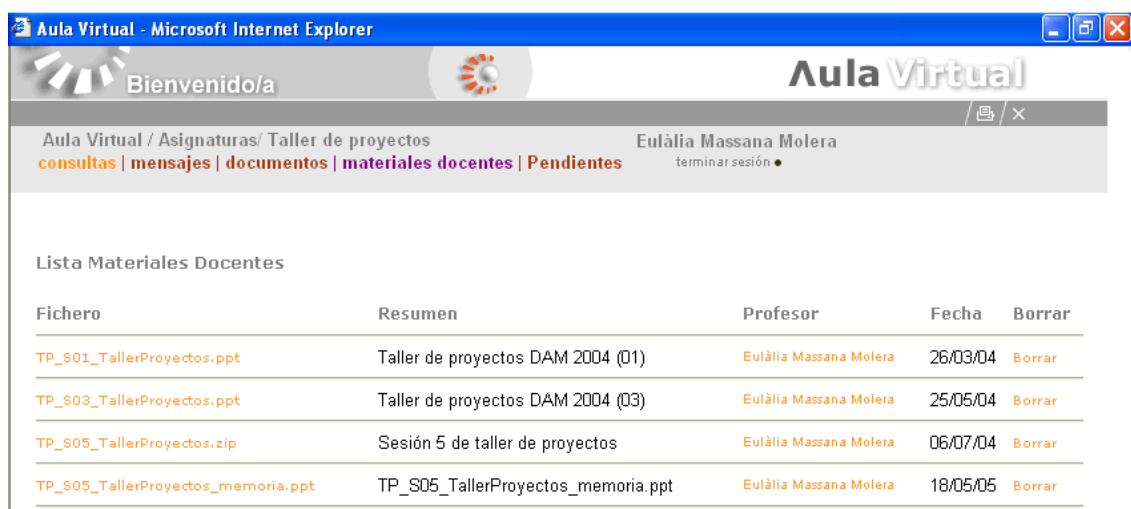 Aula Virtual - Microsoft Internet Explorer
Bienvenido/a
Aula Virtual
Aula Virtual / Asignaturas/ Taller de proyectos
Eulàlia Massana Molera
consultas | mensajes | documentos | materiales docentes | Pendientes
terminar sesión
Lista Materiales Docentes
Fichero Resumen Profesor Fecha Borrar
TP_S01_TallerProyectos.ppt Taller de proyectos DAM 2004 (01) Eulàlia Massana Molera 26/03/04 Borrar
TP_S03_TallerProyectos.ppt Taller de proyectos DAM 2004 (03) Eulàlia Massana Molera 25/05/04 Borrar
TP_S05_TallerProyectos.zip Sesión 5 de taller de proyectos Eulàlia Massana Molera 06/07/04 Borrar
TP_S05_TallerProyectos_memoria.ppt TP_S05_TallerProyectos_memoria.ppt Eulàlia Massana Molera 18/05/05 Borrar